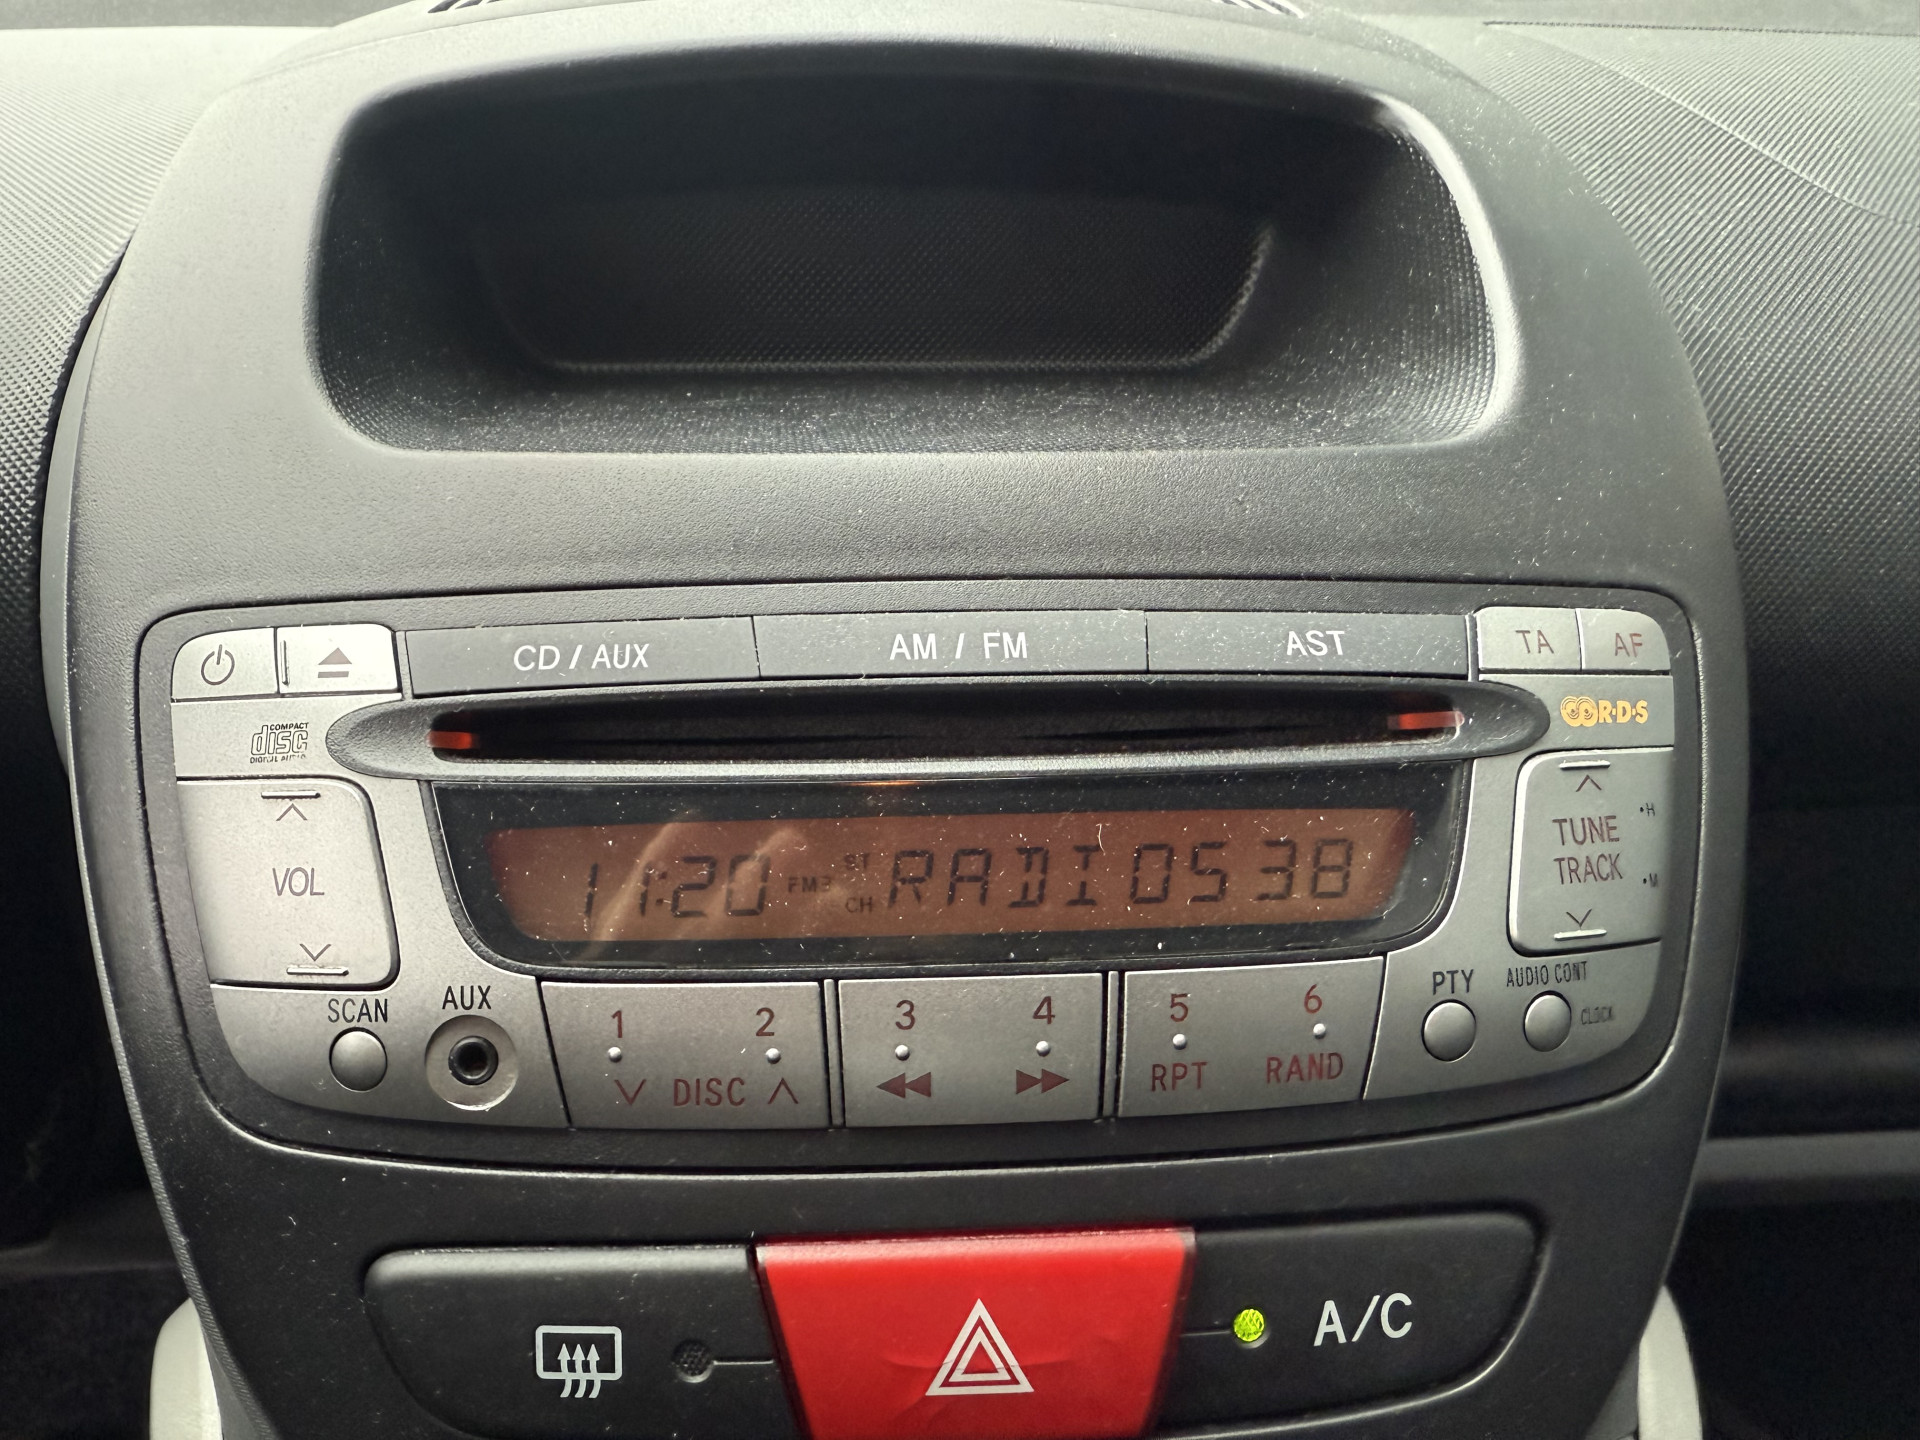 CD / AUX AM / FM AST TA AF
COMPACT
disc
DIGITAL AUDIO
R·D·S
VOL
11:20 FM3 ST CH RADIO538
TUNE
TRACK
•H
•M
SCAN AUX
1 2 3 4 5 6
DISC RPT RAND
PTY AUDIO CONT
CLOCK
A/C